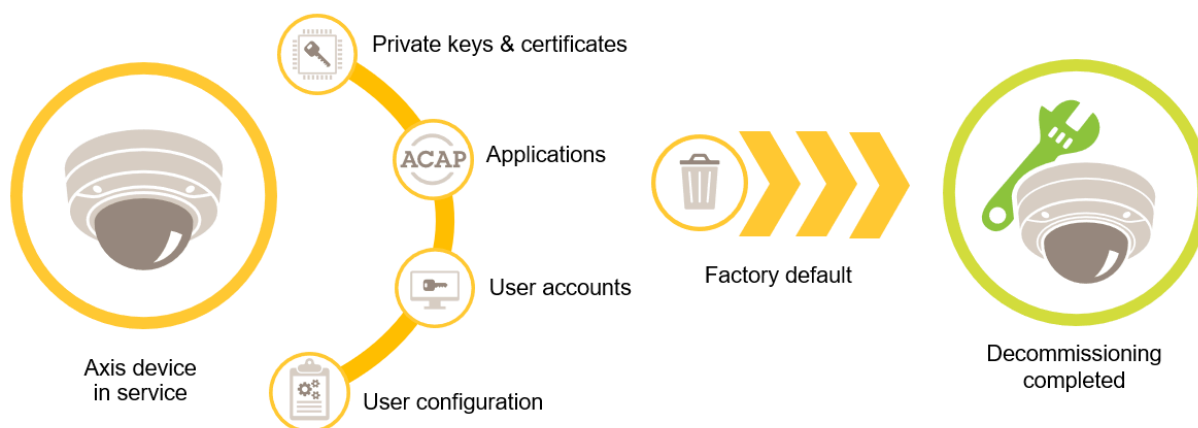 Private keys & certificates
ACAP
Applications
User accounts
User configuration
Axis device
in service
Factory default
Decommissioning
completed